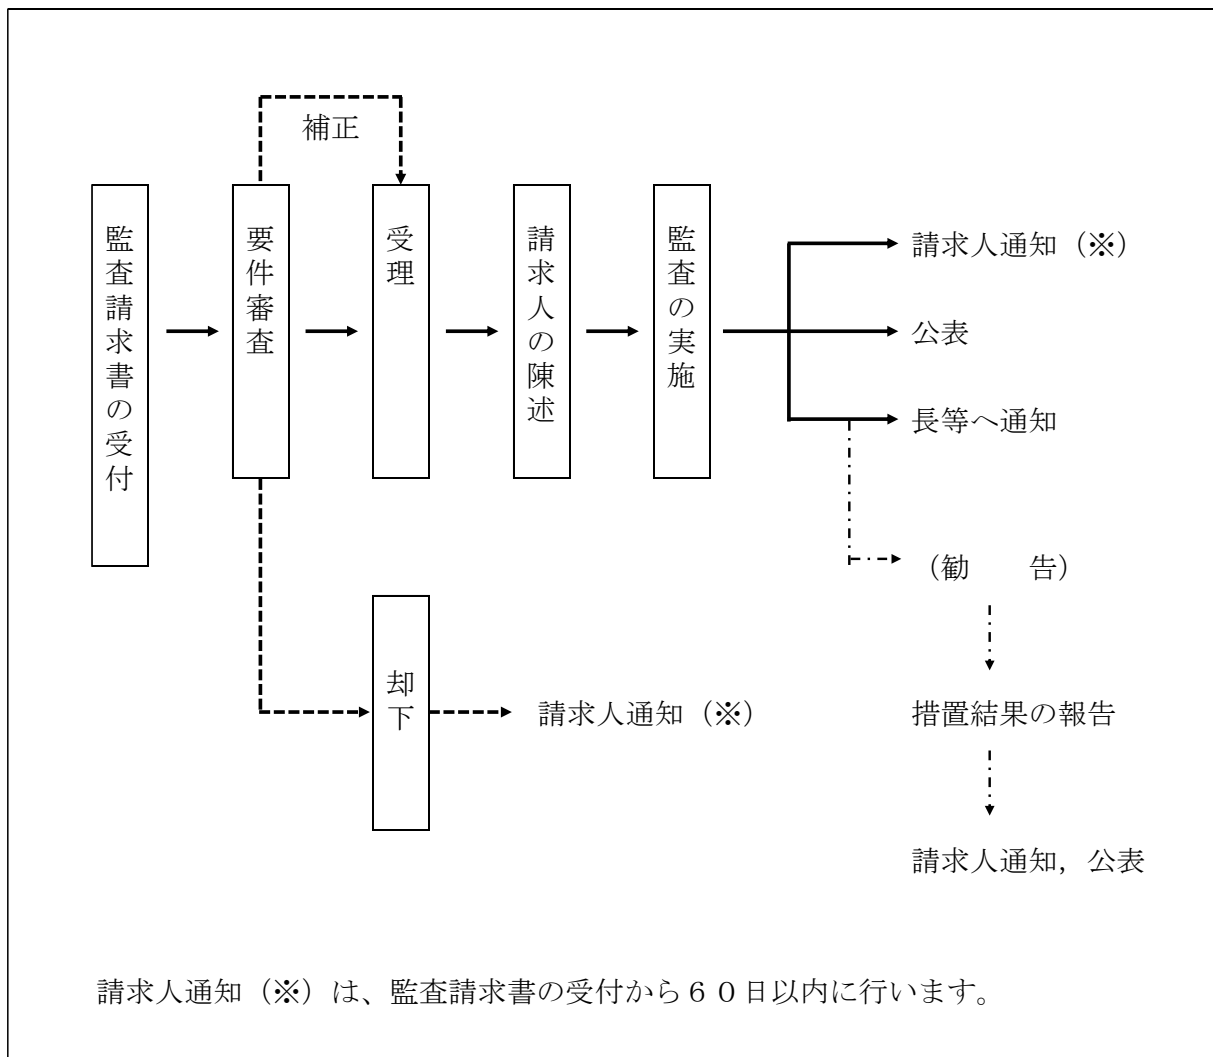 補正
監査請求書の受付
要件審査
受理
請求人の陳述
監査の実施
請求人通知（※）
公表
長等へ通知
（勧　　告）
却下
請求人通知（※）
措置結果の報告
請求人通知，公表
請求人通知（※）は、監査請求書の受付から６０日以内に行います。